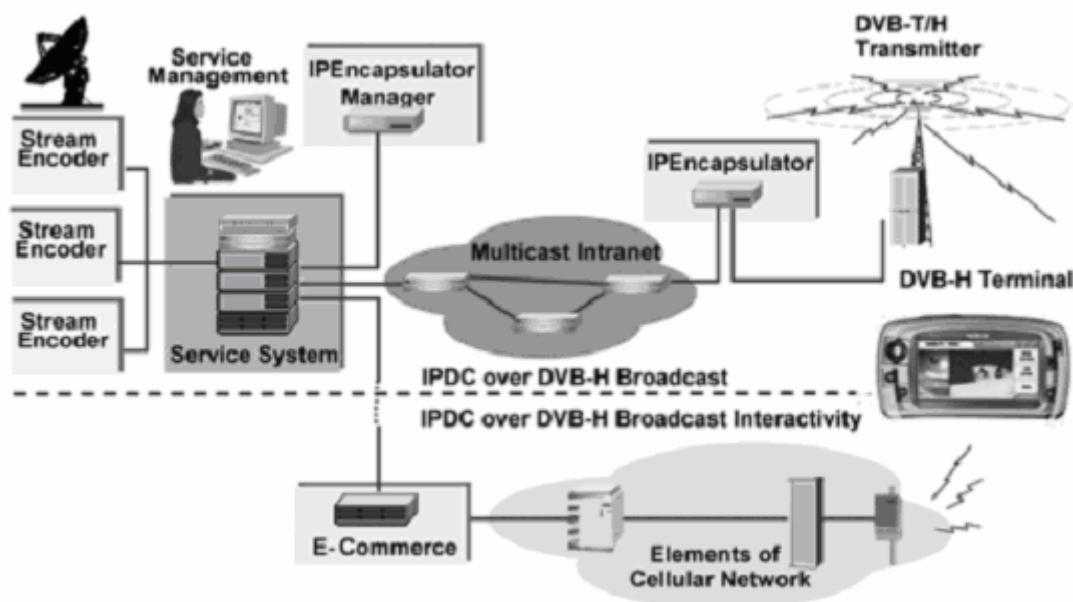 Service
Management
IPEncapsulator
Manager
DVB-T/H
Transmitter
Stream
Encoder
Stream
Encoder
Stream
Encoder
Service System
Multicast Intranet
IPEncapsulator
DVB-H Terminal
IPDC over DVB-H Broadcast
IPDC over DVB-H Broadcast Interactivity
E-Commerce
Elements of
Cellular Network